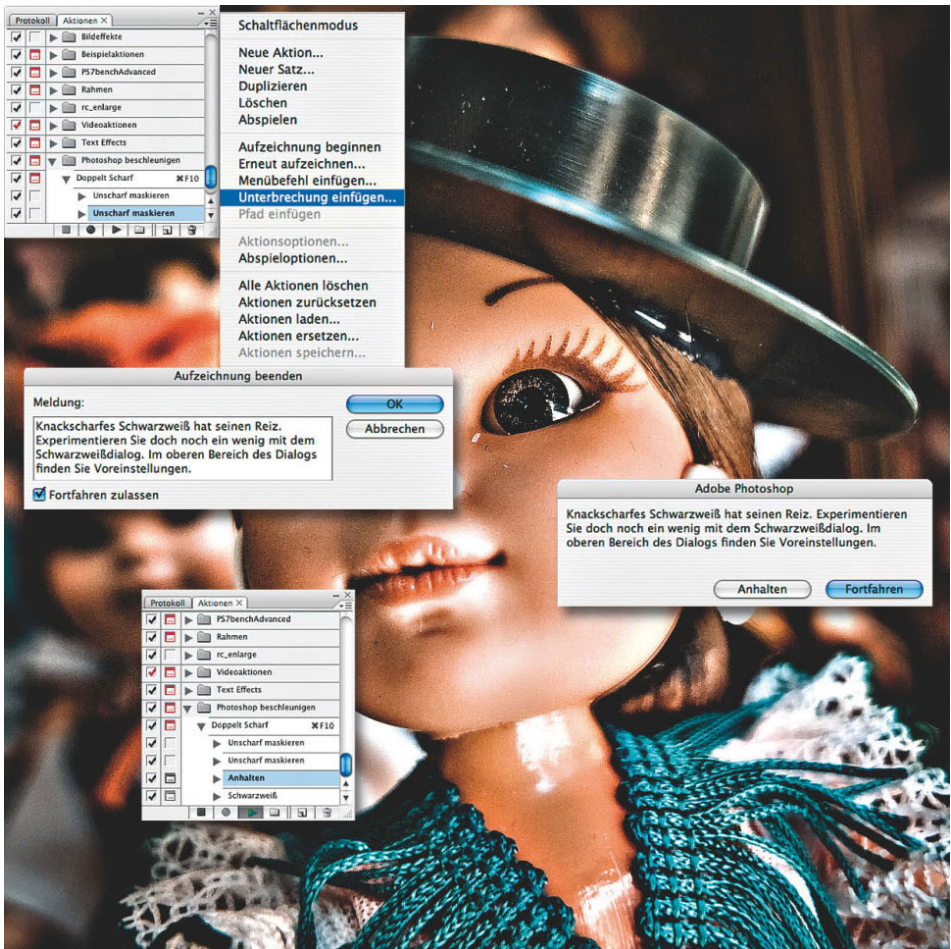 Protokoll Aktionen ×
Bildeffekte
Beispielaktionen
PS7benchAdvanced
Rahmen
rc_enlarge
Videoaktionen
Text Effects
Photoshop beschleunigen
Doppelt Scharf ⌘F10
Unscharf maskieren
Unscharf maskieren
Schaltflächenmodus
Neue Aktion...
Neuer Satz...
Duplizieren
Löschen
Abspielen
Aufzeichnung beginnen
Erneut aufzeichnen...
Menübefehl einfügen...
Unterbrechung einfügen...
Pfad einfügen
Aktionsoptionen...
Abspieloptionen...
Alle Aktionen löschen
Aktionen zurücksetzen
Aktionen laden...
Aktionen ersetzen...
Aktionen speichern...
Aufzeichnung beenden
Meldung:
Knackscharfes Schwarzweiß hat seinen Reiz.
Experimentieren Sie doch noch ein wenig mit dem
Schwarzweißdialog. Im oberen Bereich des Dialogs
finden Sie Voreinstellungen.
OK
Abbrechen
Fortfahren zulassen
Adobe Photoshop
Knackscharfes Schwarzweiß hat seinen Reiz. Experimentieren
Sie doch noch ein wenig mit dem Schwarzweißdialog. Im
oberen Bereich des Dialogs finden Sie Voreinstellungen.
Anhalten Fortfahren
Protokoll Aktionen ×
PS7benchAdvanced
Rahmen
rc_enlarge
Videoaktionen
Text Effects
Photoshop beschleunigen
Doppelt Scharf ⌘F10
Unscharf maskieren
Unscharf maskieren
Anhalten
Schwarzweiß